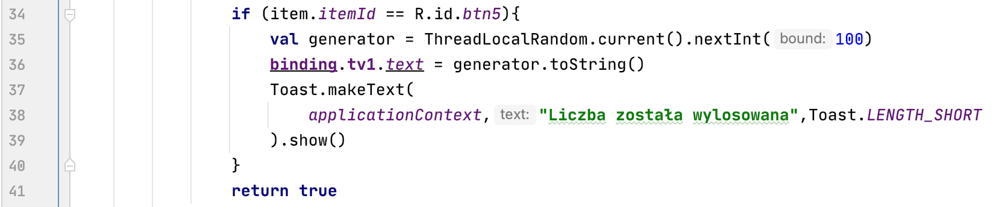 34 if (item.itemId == R.id.btn5){
35 val generator = ThreadLocalRandom.current().nextInt( bound: 100)
36 binding.tv1.text = generator.toString()
37 Toast.makeText(
38 applicationContext, text: "Liczba została wylosowana",Toast.LENGTH_SHORT
39 ).show()
40 }
41 return true